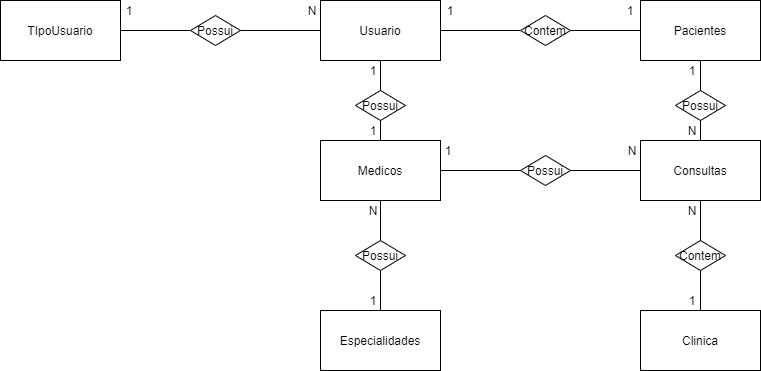 TIpoUsuario
1
Possui
N
Usuario
1
Contem
1
Pacientes
1
Possui
1
1
Possui
N
Medicos
1
Possui
N
Consultas
N
Possui
1
N
Contem
1
Especialidades
Clinica